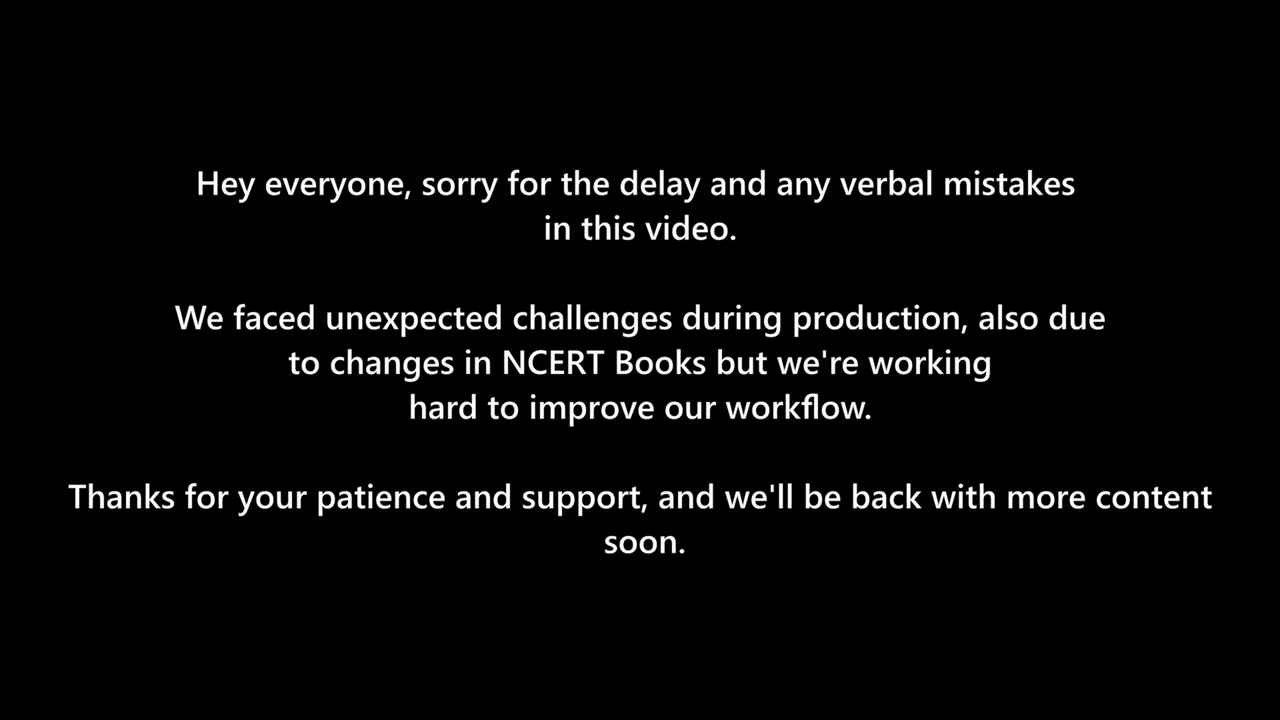 Hey everyone, sorry for the delay and any verbal mistakes
in this video.
We faced unexpected challenges during production, also due
to changes in NCERT Books but we're working
hard to improve our workflow.
Thanks for your patience and support, and we'll be back with more content
soon.